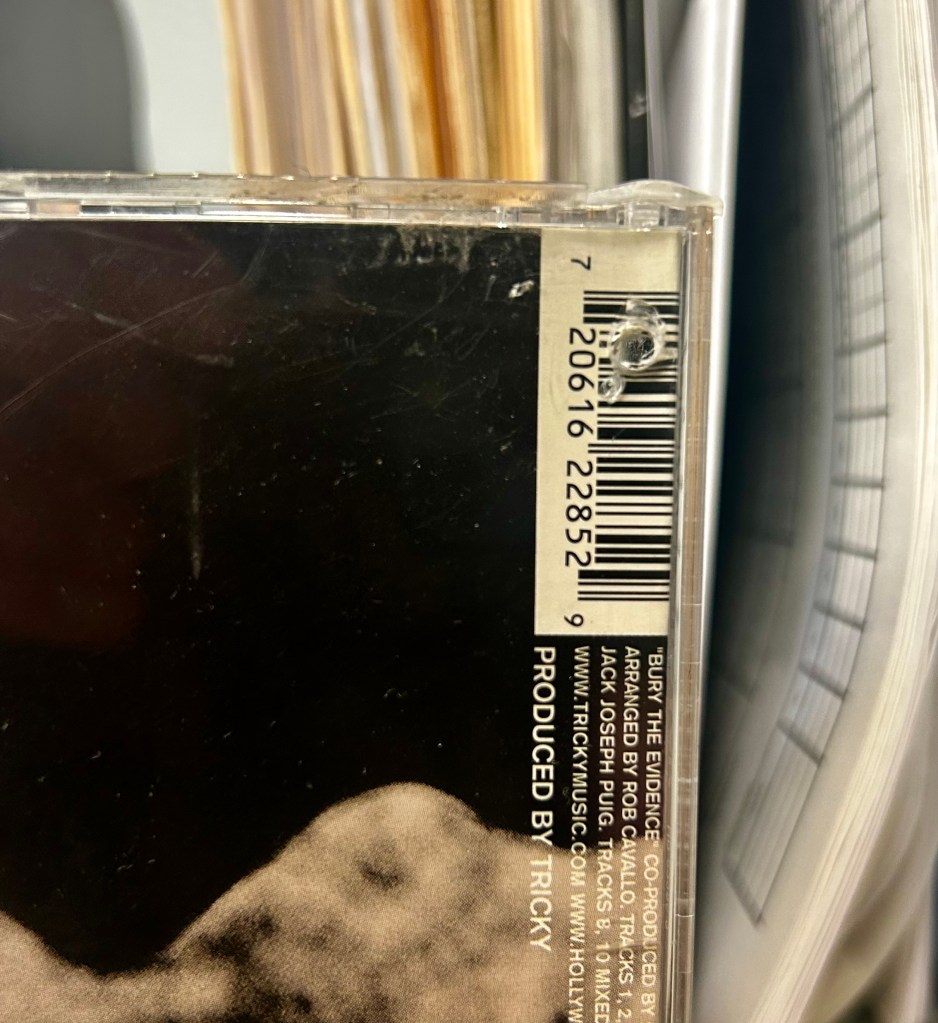 7 20616 22852 9
"BURY THE EVIDENCE" CO-PRODUCED BY
ARRANGED BY ROB CAVALLO. TRACKS 1, 2,
JACK JOSEPH PUIG. TRACKS 8, 10 MIXED
WWW.TRICKYMUSIC.COM WWW.HOLLYW
PRODUCED BY TRICKY